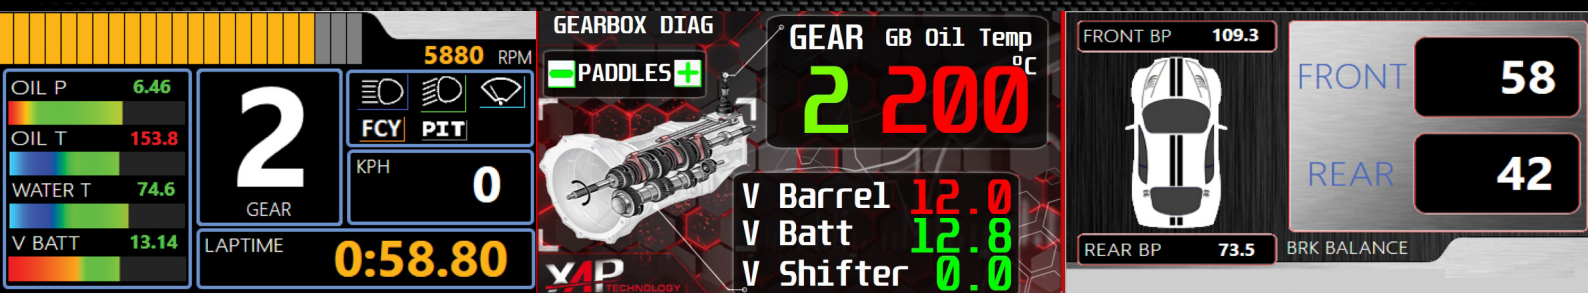 5880 RPM
OIL P 6.46
OIL T 153.8
WATER T 74.6
V BATT 13.14
2
GEAR
FCY PIT
KPH
0
LAPTIME 0:58.80
GEARBOX DIAG
- PADDLES +
GEAR GB Oil Temp
ºC
2 200
V Barrel 12.0
V Batt 12.8
V Shifter 0.0
XAP
TECHNOLOGY
FRONT BP 109.3
REAR BP 73.5
FRONT 58
REAR 42
BRK BALANCE